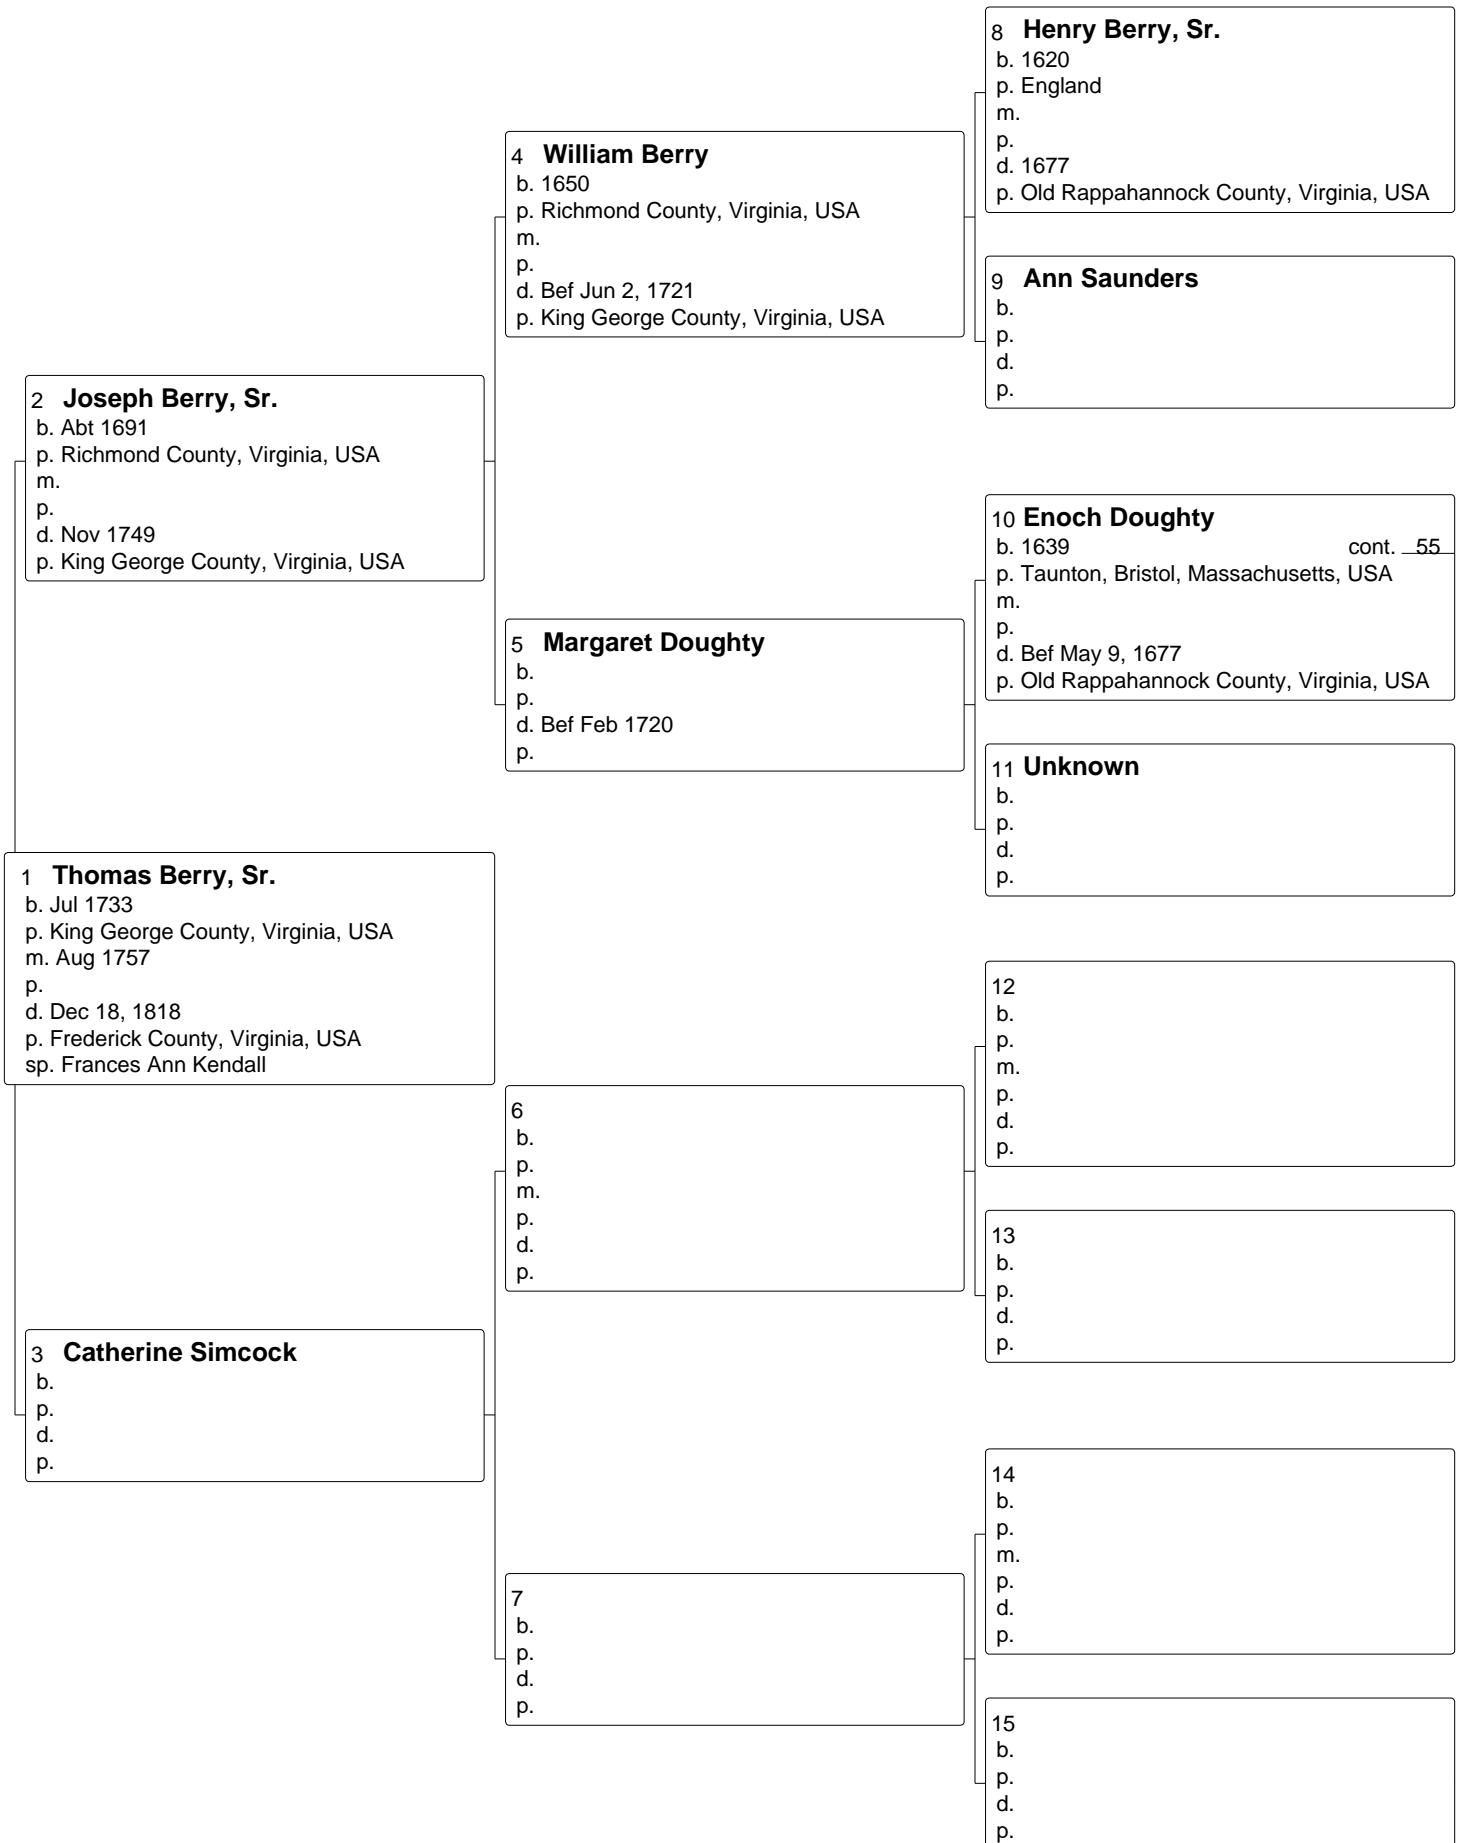 8 Henry Berry, Sr.
b. 1620
p. England
m.
p.
d. 1677
p. Old Rappahannock County, Virginia, USA
4 William Berry
b. 1650
p. Richmond County, Virginia, USA
m.
p.
d. Bef Jun 2, 1721
p. King George County, Virginia, USA
9 Ann Saunders
b.
p.
d.
p.
2 Joseph Berry, Sr.
b. Abt 1691
p. Richmond County, Virginia, USA
m.
p.
d. Nov 1749
p. King George County, Virginia, USA
10 Enoch Doughty
b. 1639 cont. 55
p. Taunton, Bristol, Massachusetts, USA
m.
p.
d. Bef May 9, 1677
p. Old Rappahannock County, Virginia, USA
5 Margaret Doughty
b.
p.
d. Bef Feb 1720
p.
11 Unknown
b.
p.
d.
p.
1 Thomas Berry, Sr.
b. Jul 1733
p. King George County, Virginia, USA
m. Aug 1757
p.
d. Dec 18, 1818
p. Frederick County, Virginia, USA
sp. Frances Ann Kendall
12
b.
p.
m.
p.
d.
p.
6
b.
p.
m.
p.
d.
p.
13
b.
p.
d.
p.
3 Catherine Simcock
b.
p.
d.
p.
14
b.
p.
m.
p.
d.
p.
7
b.
p.
d.
p.
15
b.
p.
d.
p.